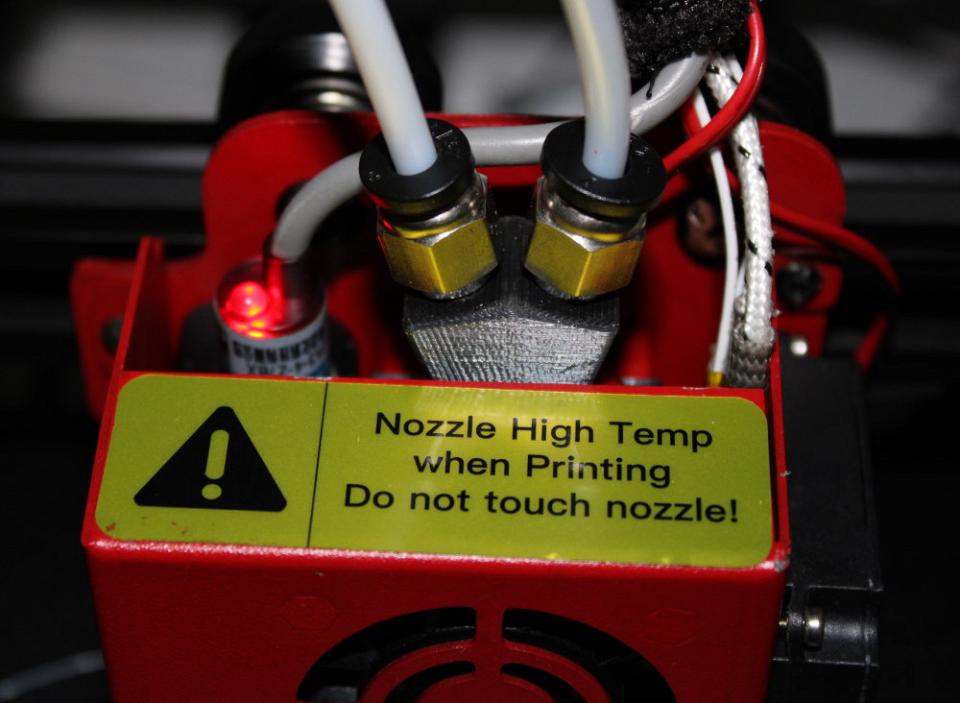 Nozzle High Temp
when Printing
Do not touch nozzle!